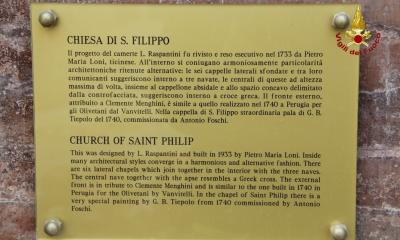 Vigili del Fuoco
CHIESA DI S. FILIPPO
Il progetto del camerte L. Raspantini fu rivisto e reso esecutivo nel 1733 da Pietro
Maria Loni, ticinese. All'interno si coniugano armoniosamente particolarità
architettoniche ritenute alternative: le sei cappelle laterali sfondate e tra loro
comunicanti suggeriscono interno a tre navate, le centrali di queste ad altezza
massima di volta, insieme al cappellone absidale e allo spazio concavo delimitato
dalla controfacciata, suggeriscono interno a croce greca. Il fronte esterno,
attribuito a Clemente Menghini, è simile a quello realizzato nel 1740 a Perugia per
gli Olivetani dal Vanvitelli. Nella cappella di S. Filippo straordinaria pala di G. B.
Tiepolo del 1740, commissionata da Antonio Foschi.
CHURCH OF SAINT PHILIP
This was designed by L. Raspantini and built in 1933 by Pietro Maria Loni. Inside
many architectural styles converge in a harmonious and alternative fashion. There
are six lateral chapels which join together in the interior with the three naves.
The central nave together with the apse resembles a Greek cross. The external
front is in tribute to Clemente Menghini and is similar to the one built in 1740 in
Perugia for the Olivetani by Vanvitelli. In the chapel of Saint Philip there is a
very special painting by G. B. Tiepolo from 1740 commissioned by Antonio
Foschi.